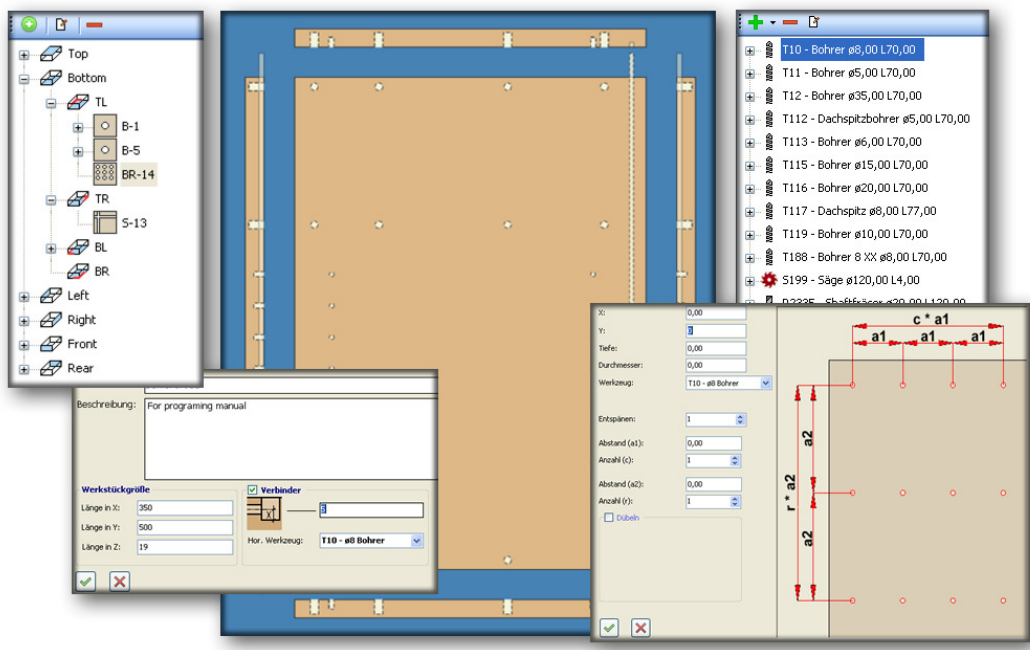 Top
Bottom
TL
B-1
B-5
BR-14
TR
S-13
BL
BR
Left
Right
Front
Rear
T10 - Bohrer ø8,00 L70,00
T11 - Bohrer ø5,00 L70,00
T12 - Bohrer ø35,00 L70,00
T112 - Dachspitzbohrer ø5,00 L70,00
T113 - Bohrer ø6,00 L70,00
T115 - Bohrer ø15,00 L70,00
T116 - Bohrer ø20,00 L70,00
T117 - Dachspitz ø8,00 L77,00
T119 - Bohrer ø10,00 L70,00
T188 - Bohrer 8 XX ø8,00 L70,00
S199 - Säge ø120,00 L4,00
Beschreibung:
For programing manual
Werkstückgröße
Länge in X: 350
Länge in Y: 500
Länge in Z: 19
Verbinder
X
Hor. Werkzeug: T10 - ø8 Bohrer
X: 0,00
Y:
Tiefe: 0,00
Durchmesser: 0,00
Werkzeug: T10 - ø8 Bohrer
Entspänen: 1
Abstand (a1): 0,00
Anzahl (c): 1
Abstand (a2): 0,00
Anzahl (r): 1
Dübeln
c * a1
a1 a1 a1
r * a2
a2
a2